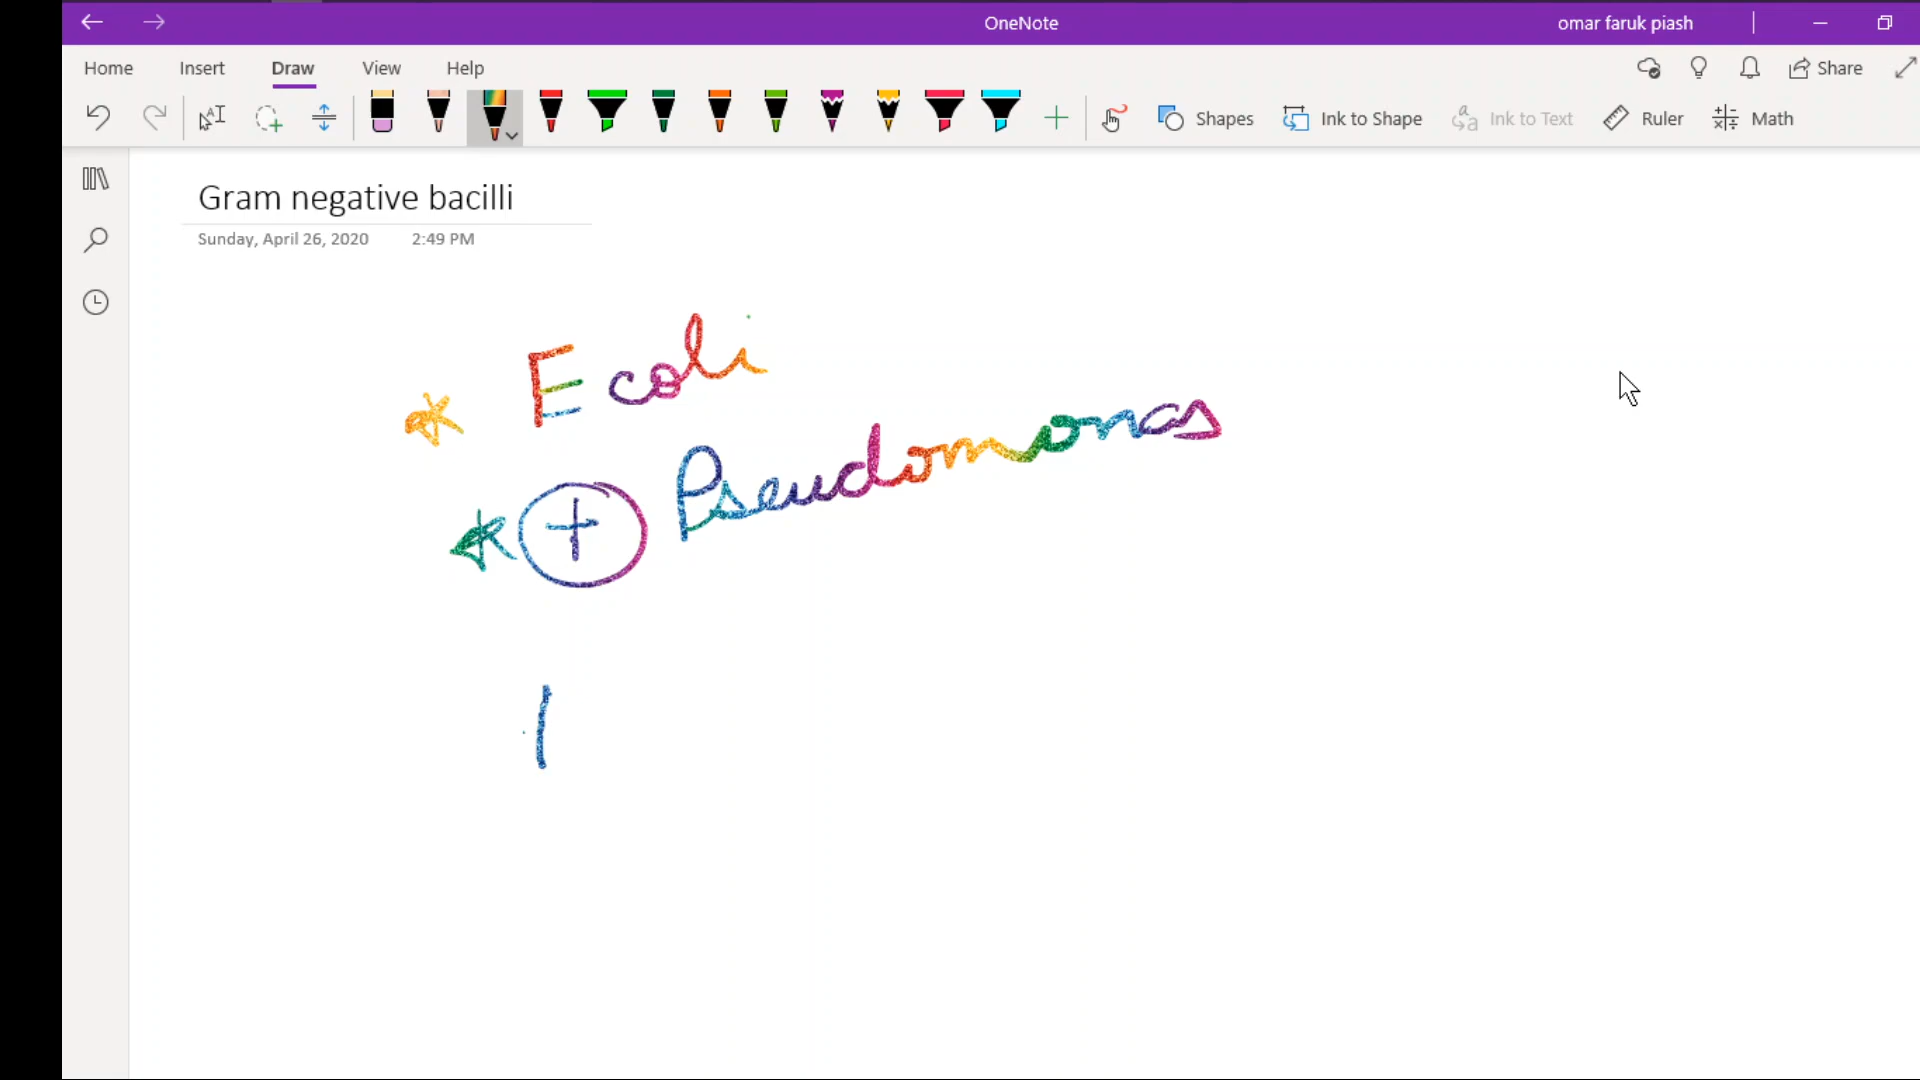 OneNote
omar faruk piash
Home Insert Draw View Help Share
Shapes Ink to Shape Ink to Text Ruler Math
Gram negative bacilli
Sunday, April 26, 2020 2:49 PM
E coli
+ Pseudomonas